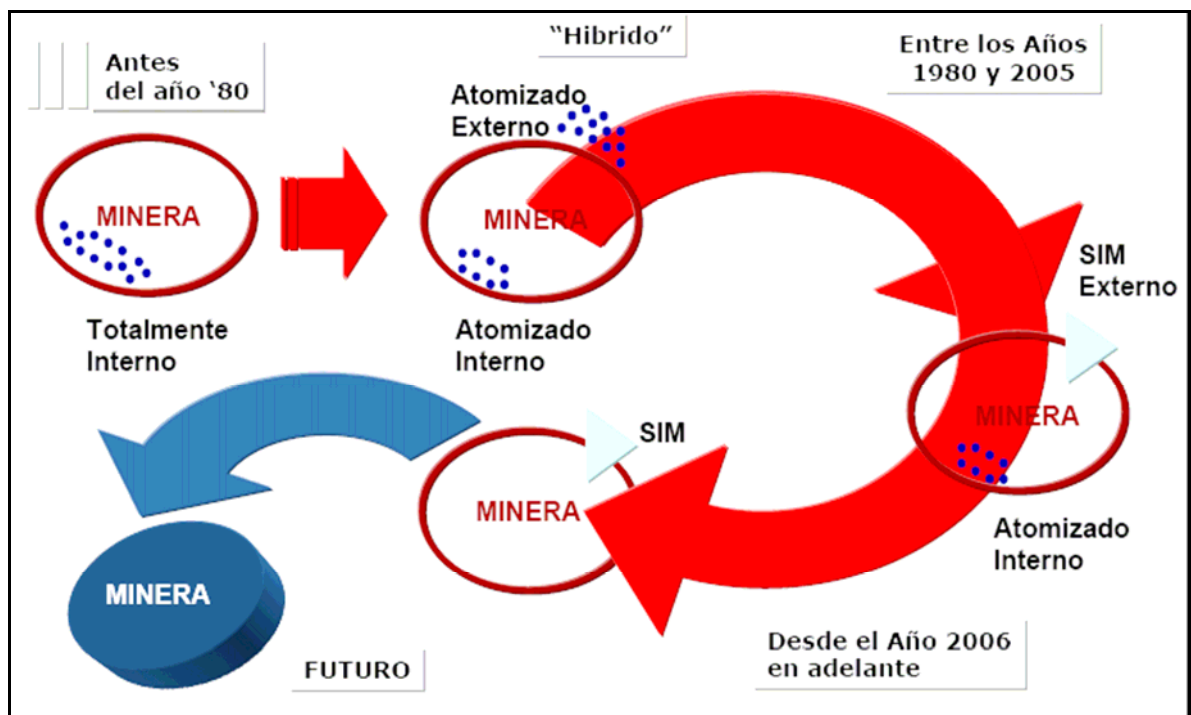 Antes
del año ‘80
MINERA
Totalmente
Interno
“Hibrido”
Atomizado
Externo
MINERA
Atomizado
Interno
Entre los Años
1980 y 2005
SIM
Externo
MINERA
Atomizado
Interno
Desde el Año 2006
en adelante
SIM
MINERA
MINERA
FUTURO